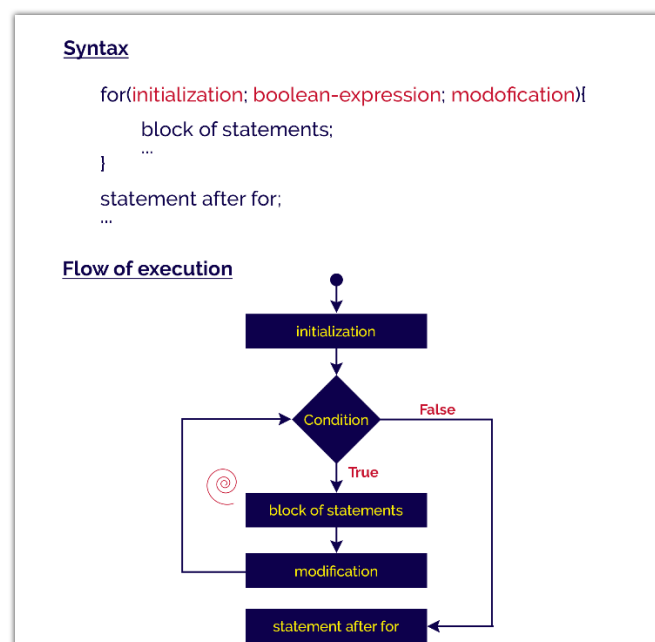 Syntax
for(initialization; boolean-expression; modofication){
block of statements;
...
}
statement after for;
...
Flow of execution
initialization
Condition
False
True
block of statements
modification
statement after for